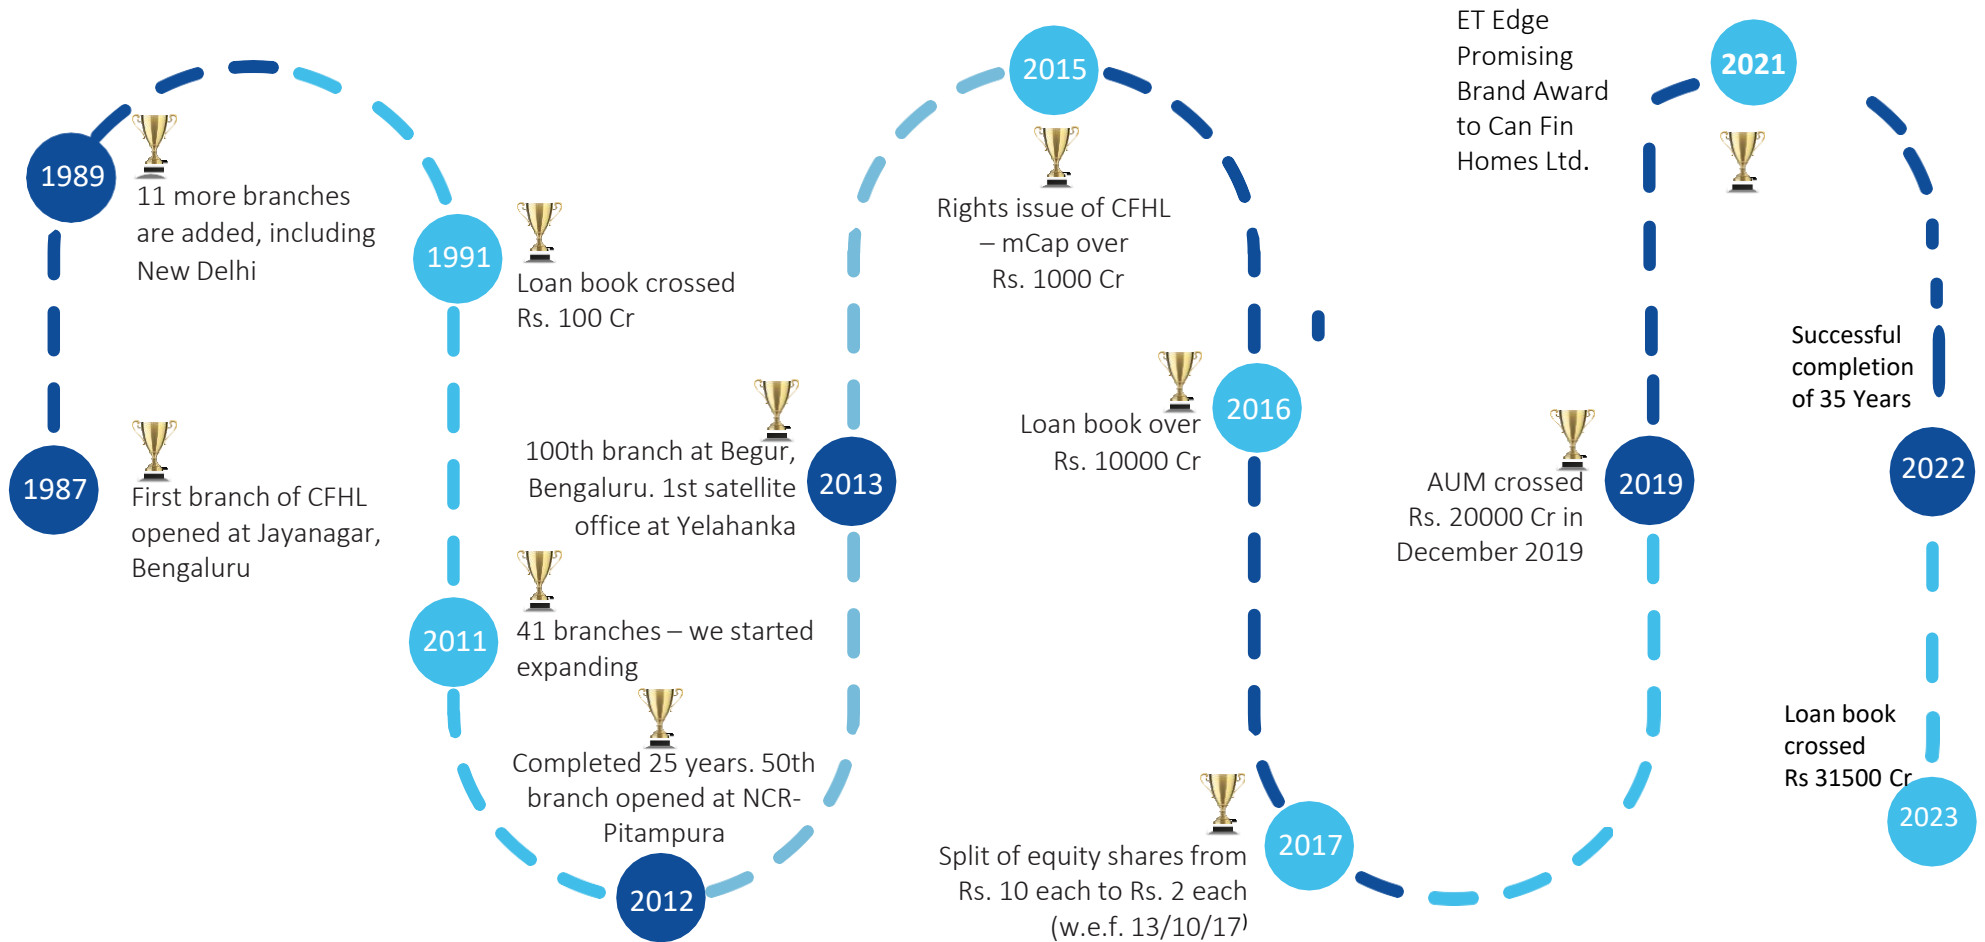 1987
First branch of CFHL
opened at Jayanagar,
Bengaluru
1989
11 more branches
are added, including
New Delhi
1991
Loan book crossed
Rs. 100 Cr
2011
41 branches – we started
expanding
Completed 25 years. 50th
branch opened at NCR-
Pitampura
2012
100th branch at Begur,
Bengaluru. 1st satellite
office at Yelahanka
2013
2015
Rights issue of CFHL
– mCap over
Rs. 1000 Cr
Loan book over
Rs. 10000 Cr
2016
Split of equity shares from
Rs. 10 each to Rs. 2 each
(w.e.f. 13/10/17)
2017
AUM crossed
Rs. 20000 Cr in
December 2019
2019
ET Edge
Promising
Brand Award
to Can Fin
Homes Ltd.
2021
Successful
completion
of 35 Years
2022
Loan book
crossed
Rs 31500 Cr
2023